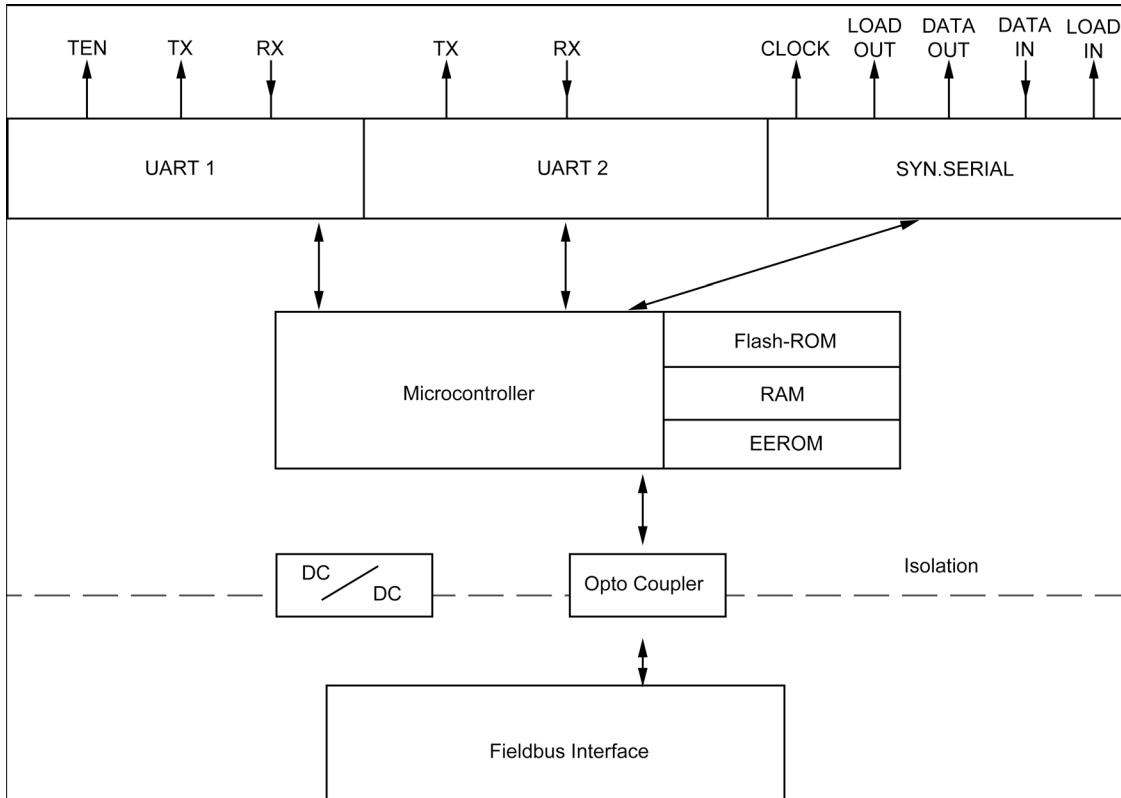 TEN
TX
RX
TX
RX
CLOCK
LOAD
OUT
DATA
OUT
DATA
IN
LOAD
IN
UART 1
UART 2
SYN.SERIAL
Microcontroller
Flash-ROM
RAM
EEROM
DC
DC
Opto Coupler
Isolation
Fieldbus Interface